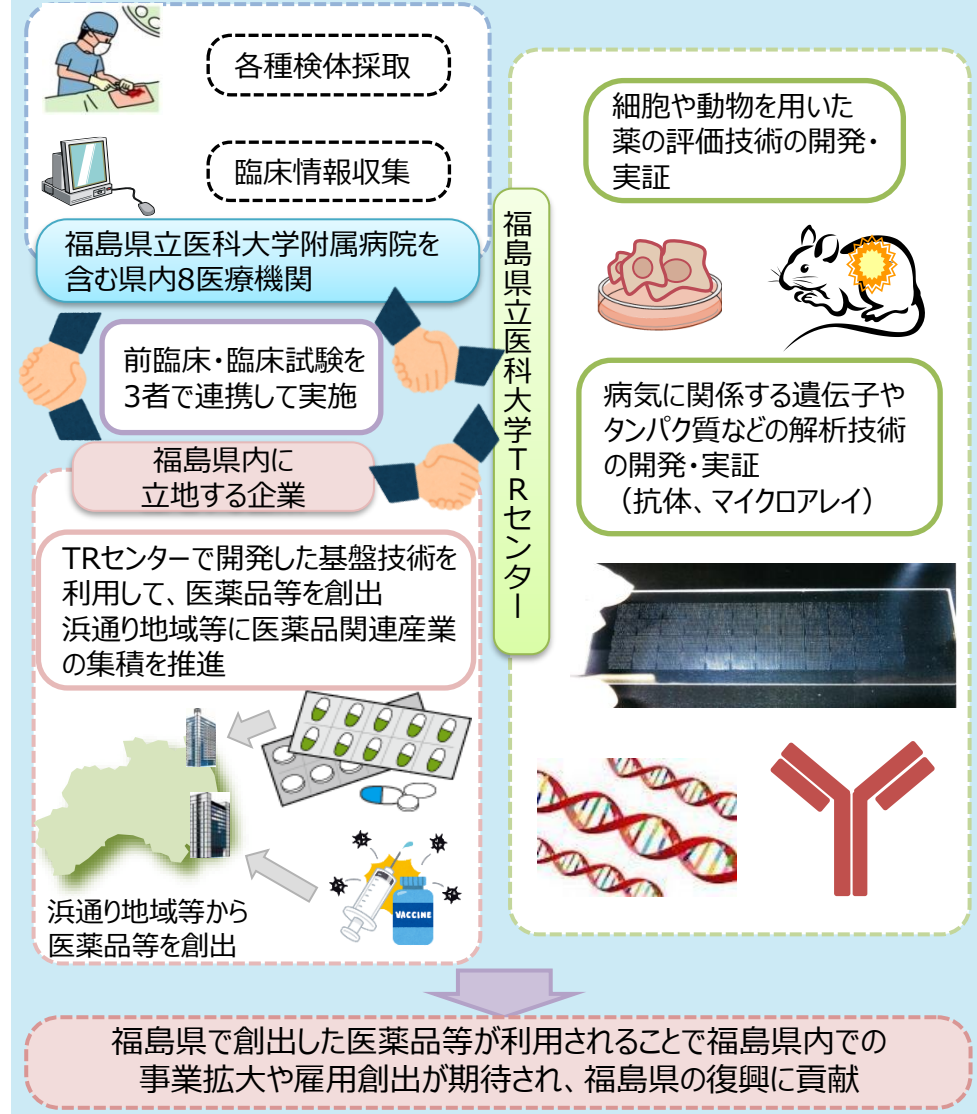 各種検体採取
臨床情報収集
福島県立医科大学附属病院を
含む県内8医療機関
前臨床・臨床試験を
3者で連携して実施
福島県内に
立地する企業
TRセンターで開発した基盤技術を
利用して、医薬品等を創出
浜通り地域等に医薬品関連産業
の集積を推進
VACCINE
浜通り地域等から
医薬品等を創出
福島県立医科大学TRセンター
細胞や動物を用いた
薬の評価技術の開発・
実証
病気に関係する遺伝子や
タンパク質などの解析技術
の開発・実証
（抗体、マイクロアレイ）
福島県で創出した医薬品等が利用されることで福島県内での
事業拡大や雇用創出が期待され、福島県の復興に貢献